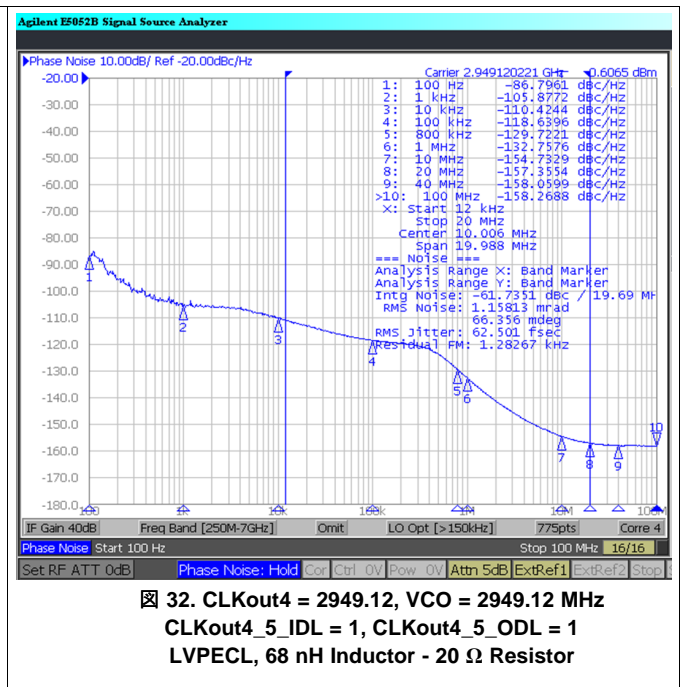 Agilent E5052B Signal Source Analyzer
▶Phase Noise 10.00dB/ Ref -20.00dBc/Hz
Carrier 2.949120221 GHz -0.6065 dBm
1: 100 Hz -86.7961 dBc/Hz
2: 1 kHz -105.8772 dBc/Hz
3: 10 kHz -110.4244 dBc/Hz
4: 100 kHz -118.6396 dBc/Hz
5: 800 kHz -129.7221 dBc/Hz
6: 1 MHz -132.7576 dBc/Hz
7: 10 MHz -154.7329 dBc/Hz
8: 20 MHz -157.3554 dBc/Hz
9: 40 MHz -158.0599 dBc/Hz
>10: 100 MHz -158.2688 dBc/Hz
X: Start 12 kHz
Stop 20 MHz
Center 10.006 MHz
Span 19.988 MHz
=== Noise ===
Analysis Range X: Band Marker
Analysis Range Y: Band Marker
Intg Noise: -61.7351 dBc / 19.69 MH
RMS Noise: 1.15813 mrad
66.356 mdeg
RMS Jitter: 62.501 fsec
Residual FM: 1.28267 kHz
-20.00
-30.00
-40.00
-50.00
-60.00
-70.00
-80.00
-90.00
-100.0
-110.0
-120.0
-130.0
-140.0
-150.0
-160.0
-170.0
-180.0
1
2
3
4
5
6
7
8
9
10
100 1k 10k 100k 1M 10M 100M
IF Gain 40dB Freq Band [250M-7GHz] Omit LO Opt [>150kHz] 775pts Corre 4
Phase Noise Start 100 Hz Stop 100 MHz 16/16
Set RF ATT 0dB Phase Noise: Hold Cor Ctrl 0V Pow 0V Attn 5dB ExtRef1 ExtRef2 Stop
図 32. CLKout4 = 2949.12, VCO = 2949.12 MHz
CLKout4_5_IDL = 1, CLKout4_5_ODL = 1
LVPECL, 68 nH Inductor - 20 Ω Resistor